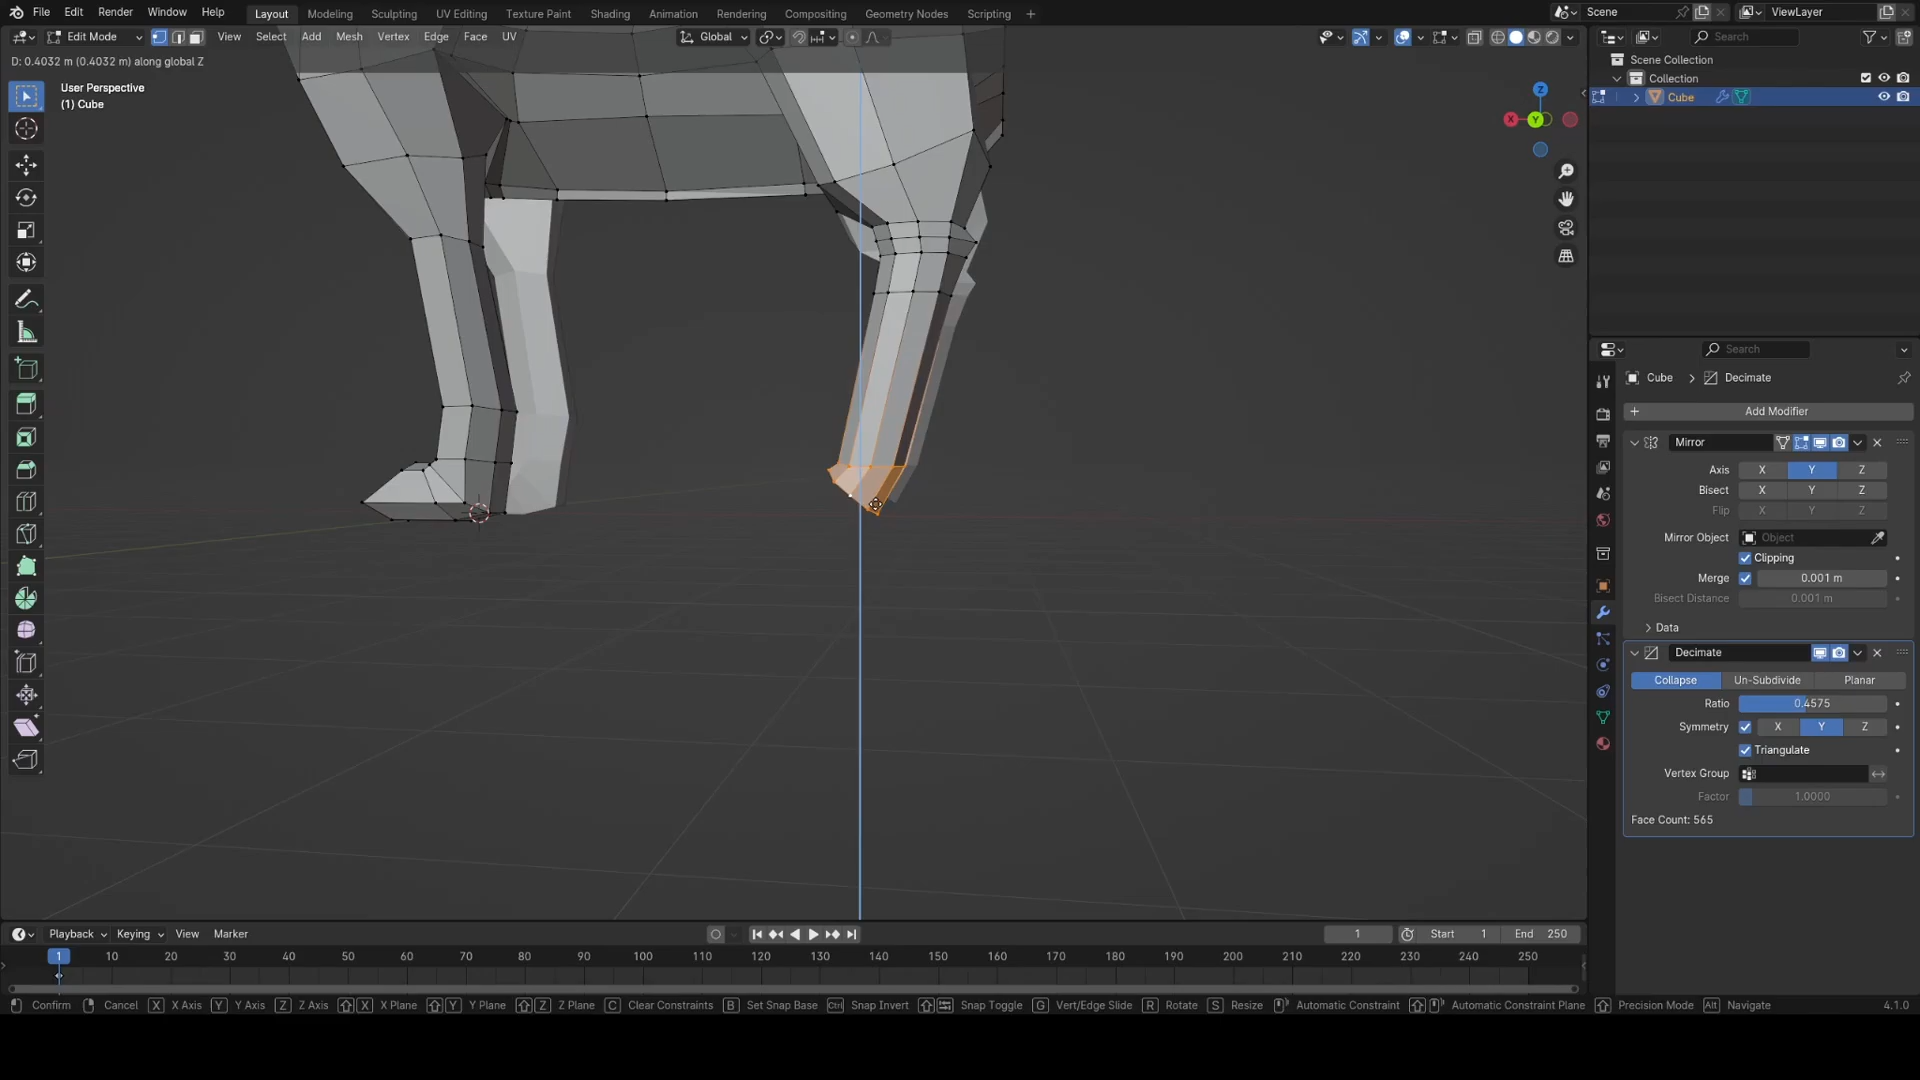 File Edit Render Window Help Layout Modeling Sculpting UV Editing Texture Paint Shading Animation Rendering Compositing Geometry Nodes Scripting + Scene ViewLayer
Edit Mode View Select Add Mesh Vertex Edge Face UV Global Search
D: 0.4032 m (0.4032 m) along global Z
User Perspective
(1) Cube
Z
X Y
Scene Collection
Collection
Cube
Search
Cube > Decimate
+ Add Modifier
Mirror
Axis X Y Z
Bisect X Y Z
Flip X Y Z
Mirror Object Object
Clipping
Merge 0.001 m
Bisect Distance 0.001 m
Data
Decimate
Collapse Un-Subdivide Planar
Ratio 0.4575
Symmetry X Y Z
Triangulate
Vertex Group
Factor 1.0000
Face Count: 565
Playback Keying View Marker 1 Start 1 End 250
1 10 20 30 40 50 60 70 80 90 100 110 120 130 140 150 160 170 180 190 200 210 220 230 240 250
Confirm Cancel X X Axis Y Y Axis Z Z Axis X X Plane Y Y Plane Z Z Plane C Clear Constraints B Set Snap Base Ctrl Snap Invert Snap Toggle G Vert/Edge Slide R Rotate S Resize Automatic Constraint Automatic Constraint Plane Precision Mode Alt Navigate 4.1.0